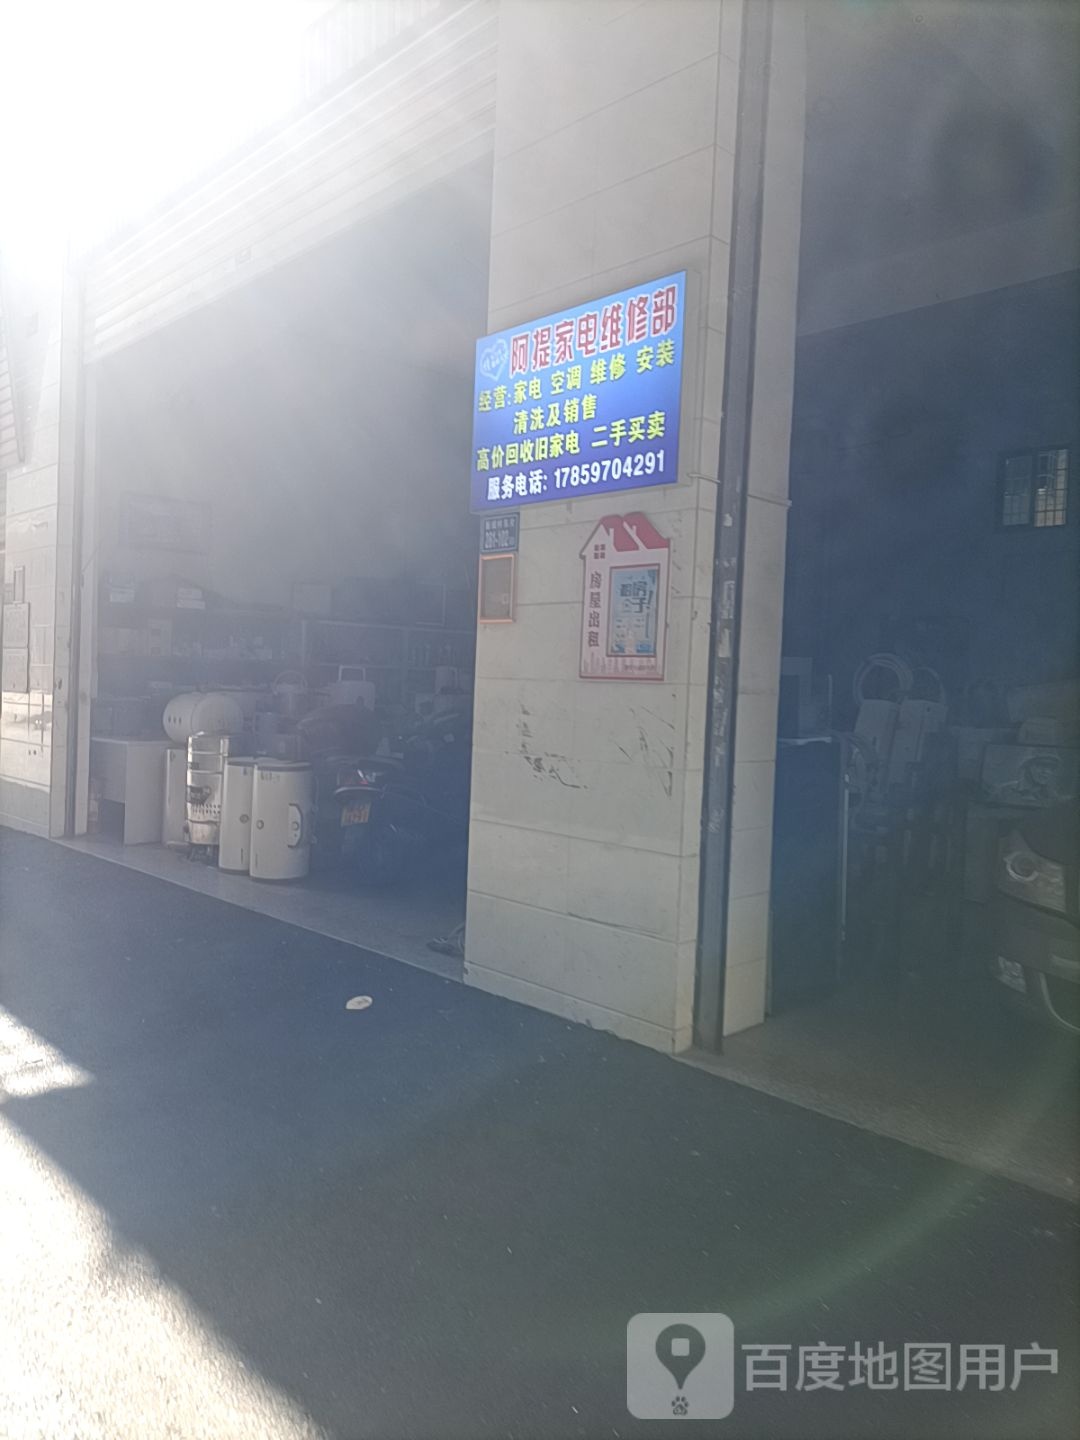 阿提家电维修部
经营:家电 空调 维修 安装
清洗及销售
高价回收旧家电 二手买卖
服务电话: 17859704291
261-102
房屋出租
百度地图用户